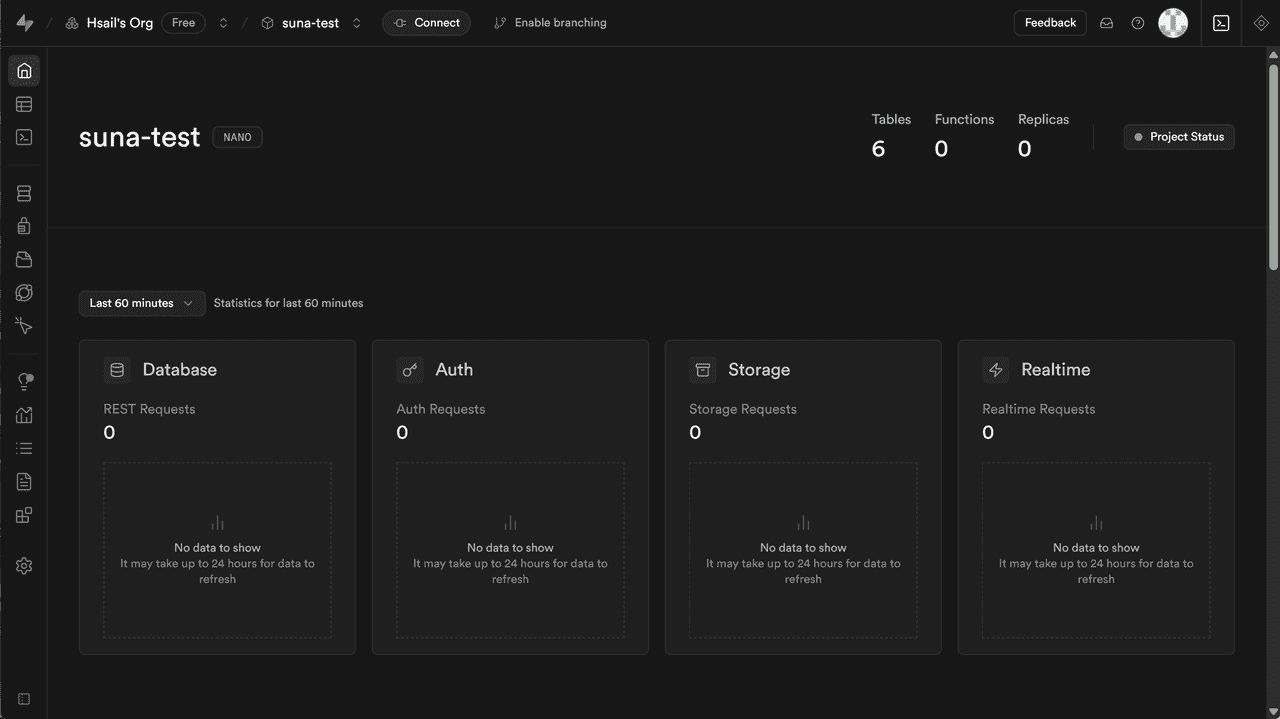 Hsail's Org Free suna-test Connect Enable branching Feedback
suna-test NANO
Tables Functions Replicas
6 0 0
Project Status
Last 60 minutes Statistics for last 60 minutes
Database
REST Requests
0
No data to show
It may take up to 24 hours for data to
refresh
Auth
Auth Requests
0
No data to show
It may take up to 24 hours for data to
refresh
Storage
Storage Requests
0
No data to show
It may take up to 24 hours for data to
refresh
Realtime
Realtime Requests
0
No data to show
It may take up to 24 hours for data to
refresh